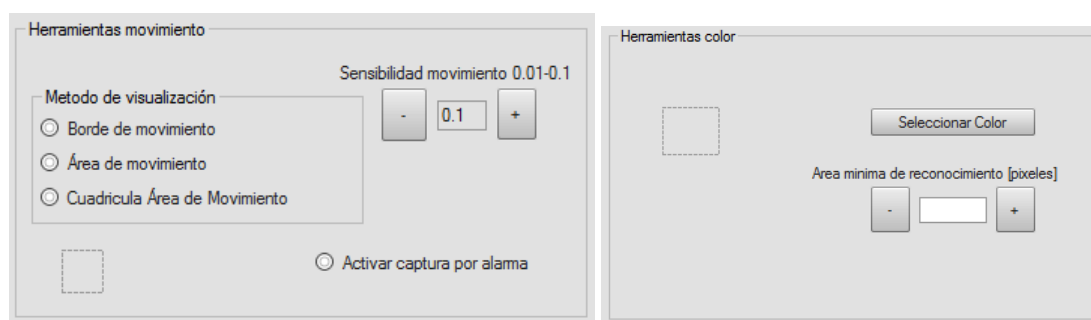 Herramientas movimiento
Sensibilidad movimiento 0.01-0.1
- 0.1 +
Metodo de visualización
Borde de movimiento
Área de movimiento
Cuadricula Área de Movimiento
Activar captura por alarma
Herramientas color
Seleccionar Color
Area minima de reconocimiento [pixeles]
- +